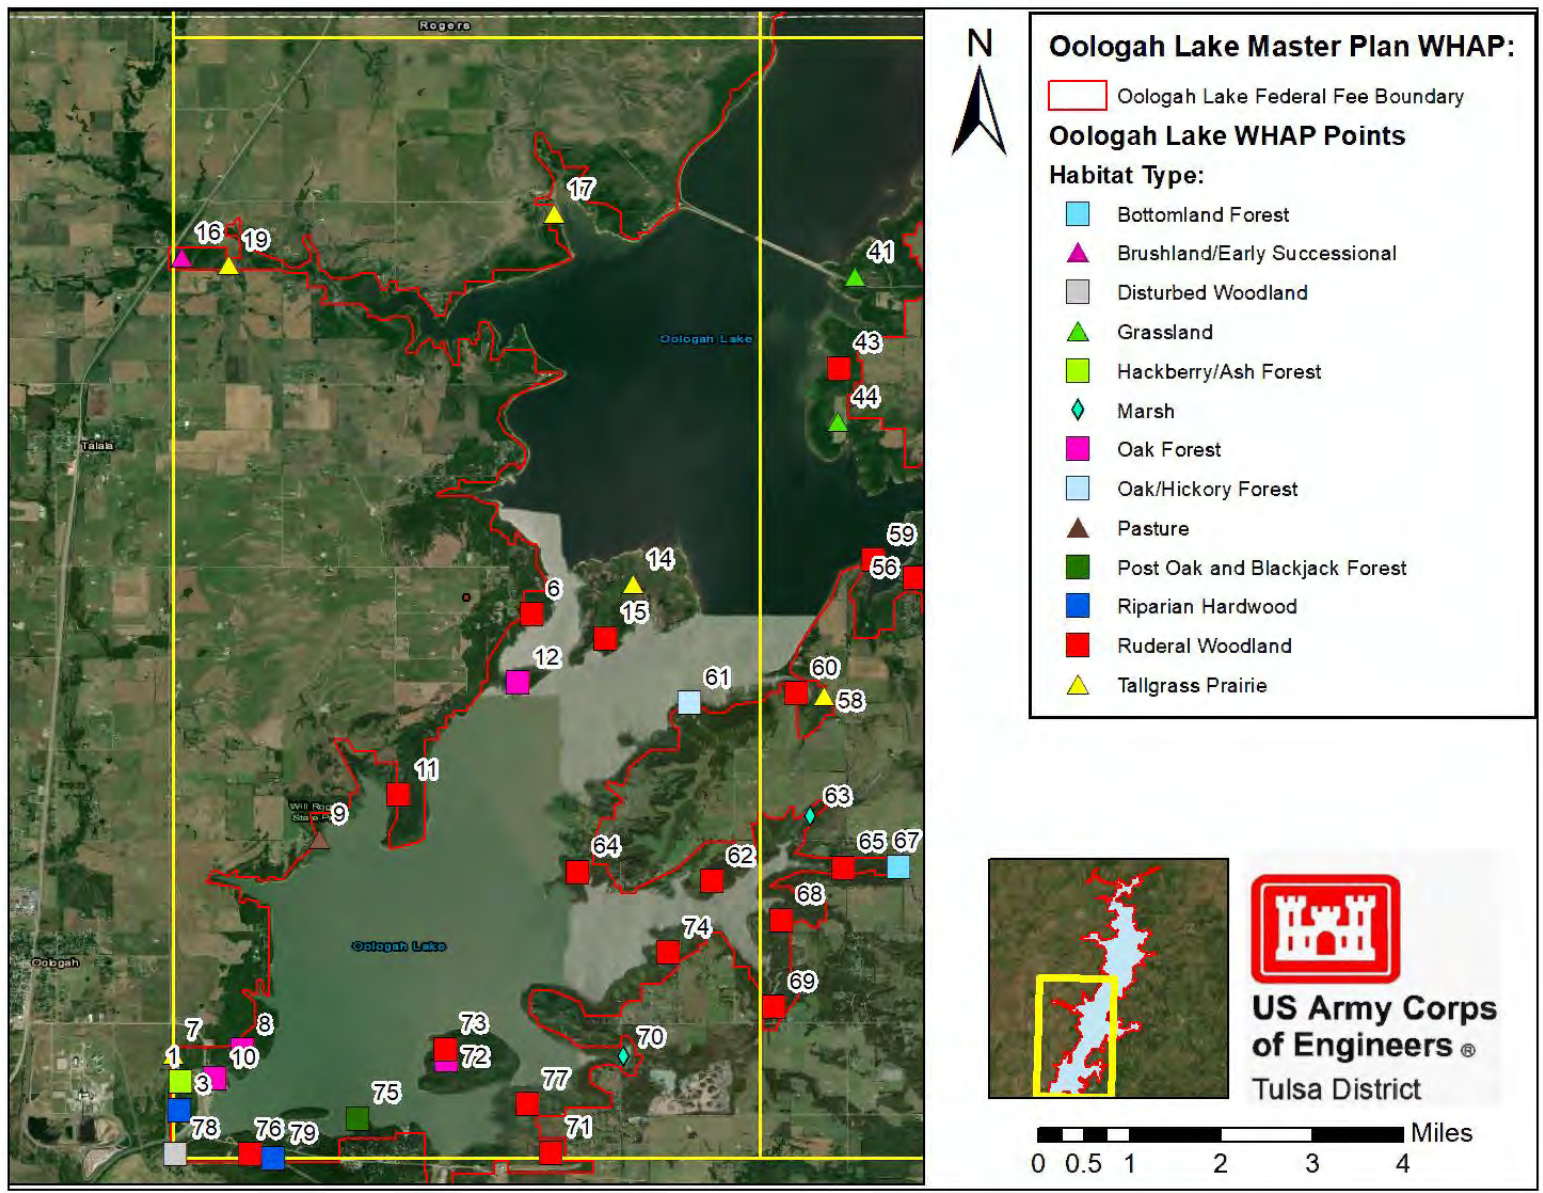 Rogers
17
16
19
41
Oologah Lake
43
44
Talala
59
56
14
6
15
12
61
60
58
11
63
9
64
62
65
67
68
74
Oologah Lake
Oologah
69
7
8
73
70
1
10
72
3
77
75
78
76
79
71
N
Oologah Lake Master Plan WHAP:
Oologah Lake Federal Fee Boundary
Oologah Lake WHAP Points
Habitat Type:
Bottomland Forest
Brushland/Early Successional
Disturbed Woodland
Grassland
Hackberry/Ash Forest
Marsh
Oak Forest
Oak/Hickory Forest
Pasture
Post Oak and Blackjack Forest
Riparian Hardwood
Ruderal Woodland
Tallgrass Prairie
US Army Corps
of Engineers ®
Tulsa District
Miles
0 0.5 1 2 3 4